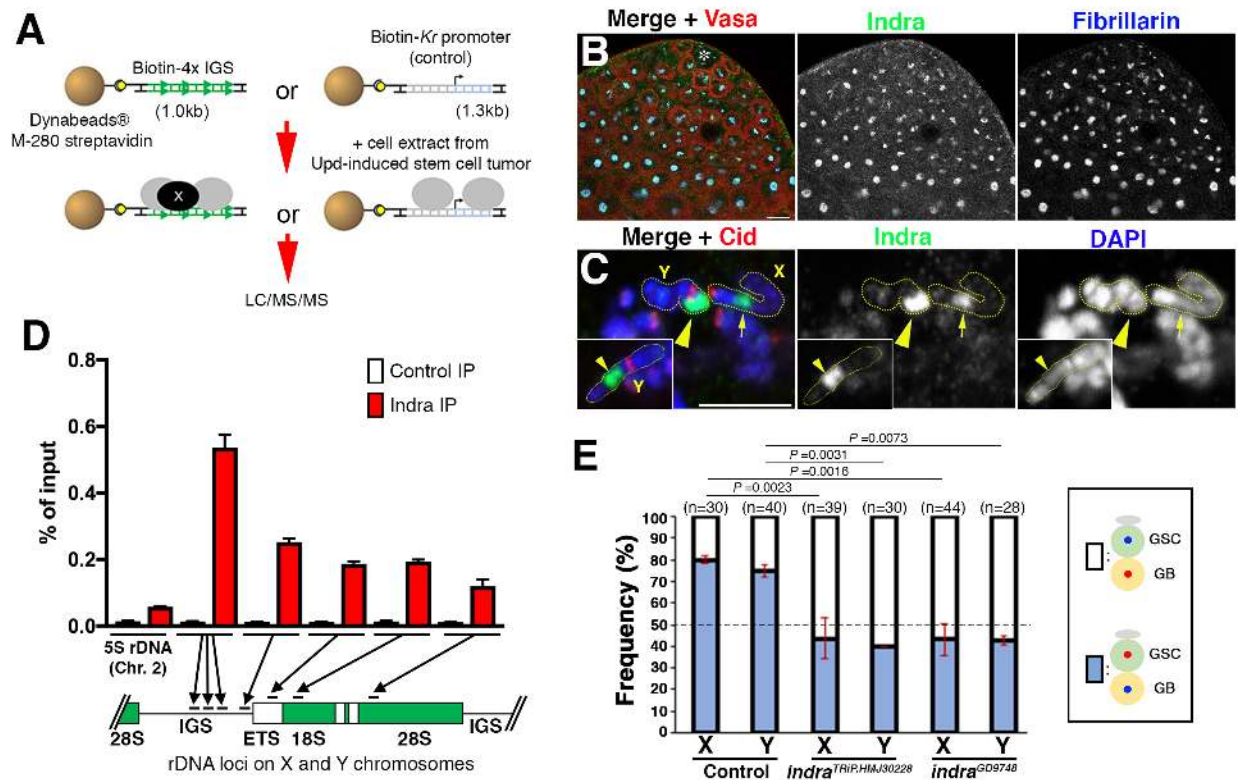 A
Biotin-4x IGS
(1.0kb)
Dynabeads®
M-280 streptavidin
or
Biotin-Kr promoter
(control)
(1.3kb)
+ cell extract from
Upd-induced stem cell tumor
X
or
LC/MS/MS
Merge + Vasa
Indra
Fibrillarin
B
*
Merge + Cid
Indra
DAPI
C
Y
X
Y
D
% of input
0.8
0.6
0.4
0.2
0.0
Control IP
Indra IP
5S rDNA
(Chr. 2)
28S
IGS
ETS
18S
28S
IGS
rDNA loci on X and Y chromosomes
E
P =0.0073
P =0.0031
P =0.0016
P =0.0023
(n=30) (n=40) (n=39) (n=30) (n=44) (n=28)
Frequency (%)
100
90
80
70
60
50
40
30
20
10
0
X Y X Y X Y
Control indraTRiP.HMJ30228 indraGD9748
: GSC
GB
: GSC
GB